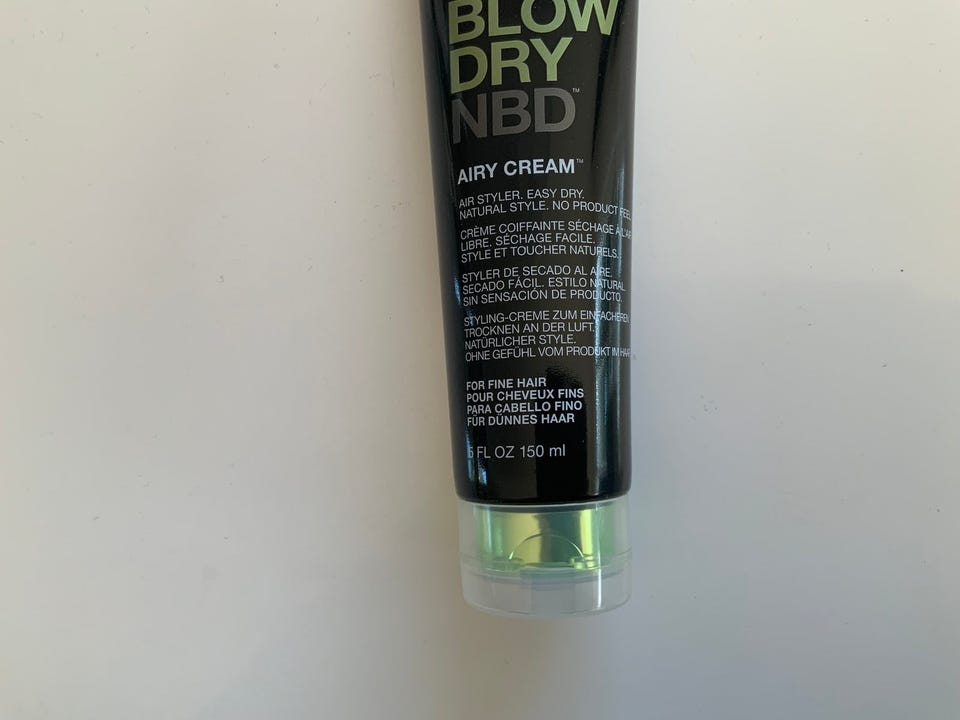 BLOW
DRY
NBD™
AIRY CREAM™
AIR STYLER. EASY DRY.
NATURAL STYLE. NO PRODUCT FEEL
CRÈME COIFFAINTE SÉCHAGE À L'AIR
LIBRE. SÉCHAGE FACILE.
STYLE ET TOUCHER NATURELS.
STYLER DE SECADO AL AIRE.
SECADO FÁCIL. ESTILO NATURAL.
SIN SENSACIÓN DE PRODUCTO.
STYLING-CREME ZUM EINFACHEREN
TROCKNEN AN DER LUFT.
NATÜRLICHER STYLE.
OHNE GEFÜHL VOM PRODUKT IM HAAR
FOR FINE HAIR
POUR CHEVEUX FINS
PARA CABELLO FINO
FÜR DÜNNES HAAR
5 FL OZ 150 ml